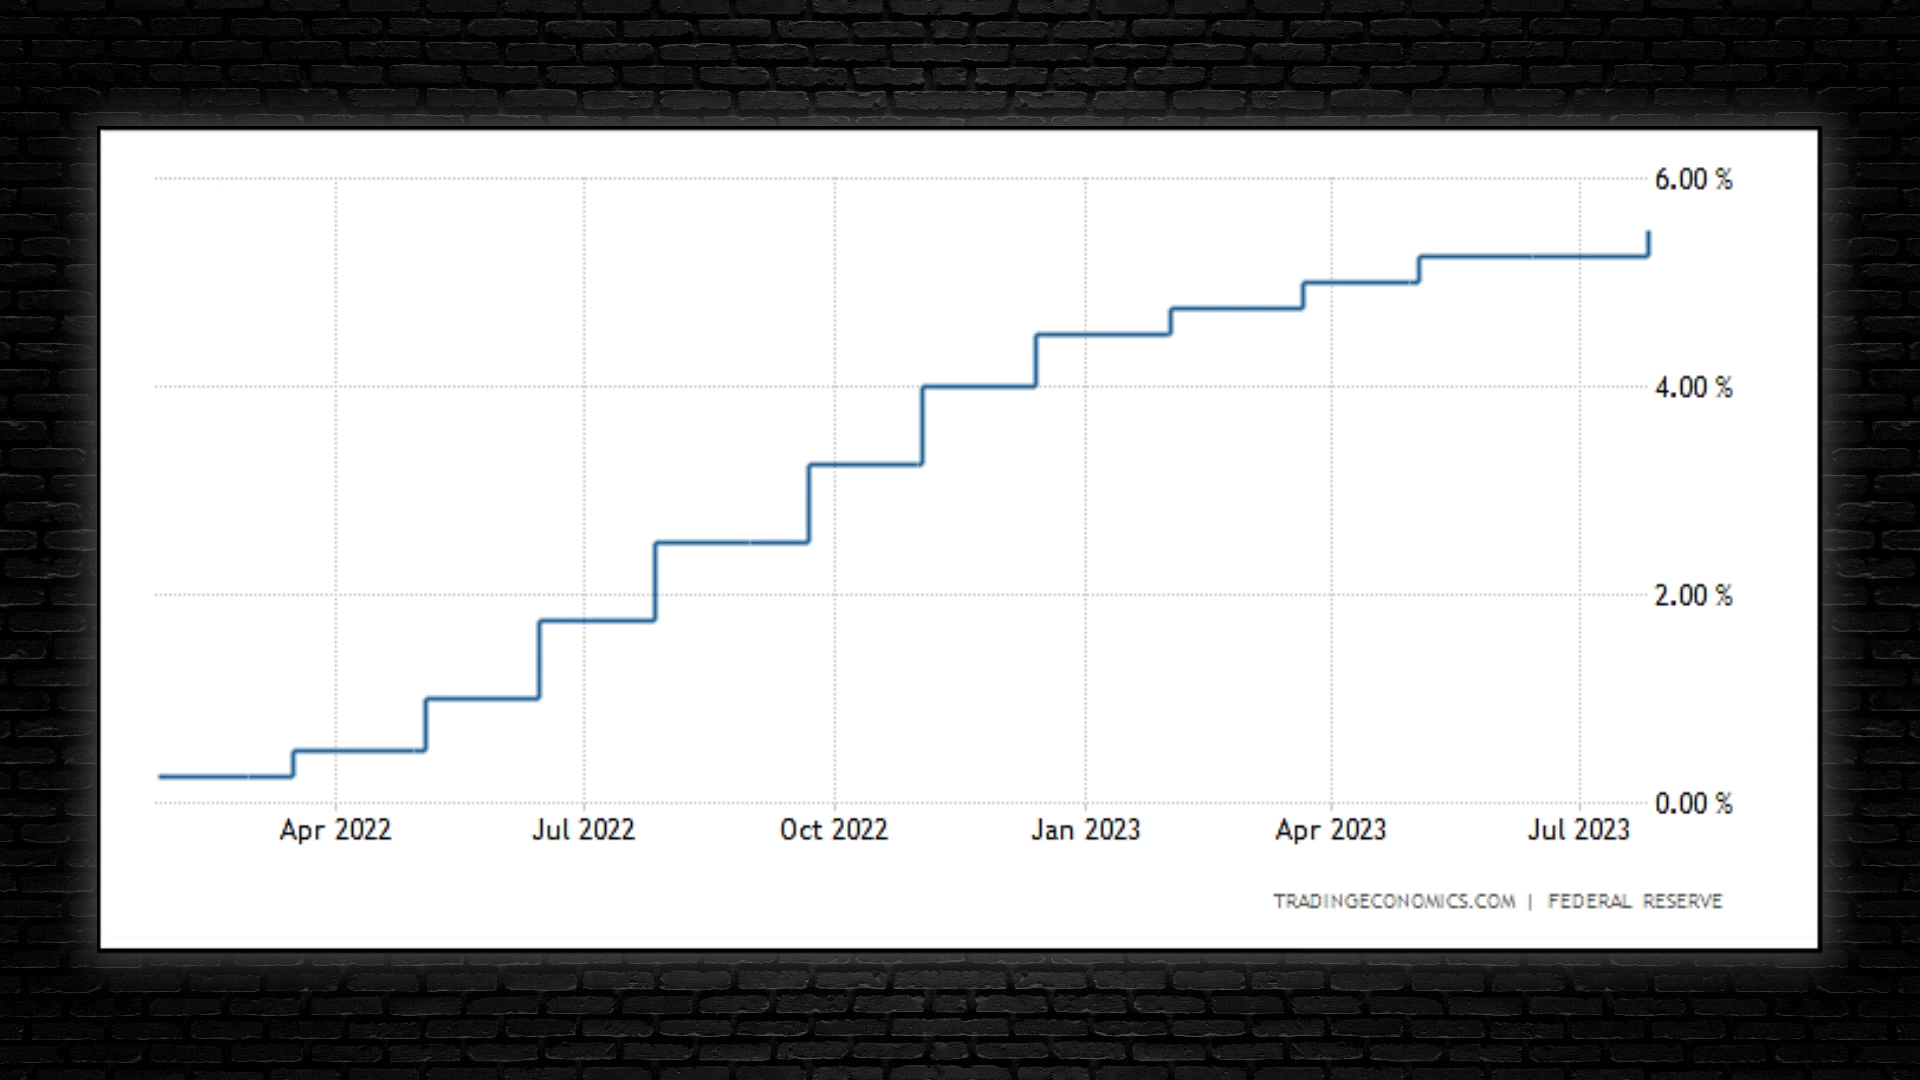 6.00 %
4.00 %
2.00 %
0.00 %
Apr 2022 Jul 2022 Oct 2022 Jan 2023 Apr 2023 Jul 2023
TRADINGECONOMICS.COM | FEDERAL RESERVE